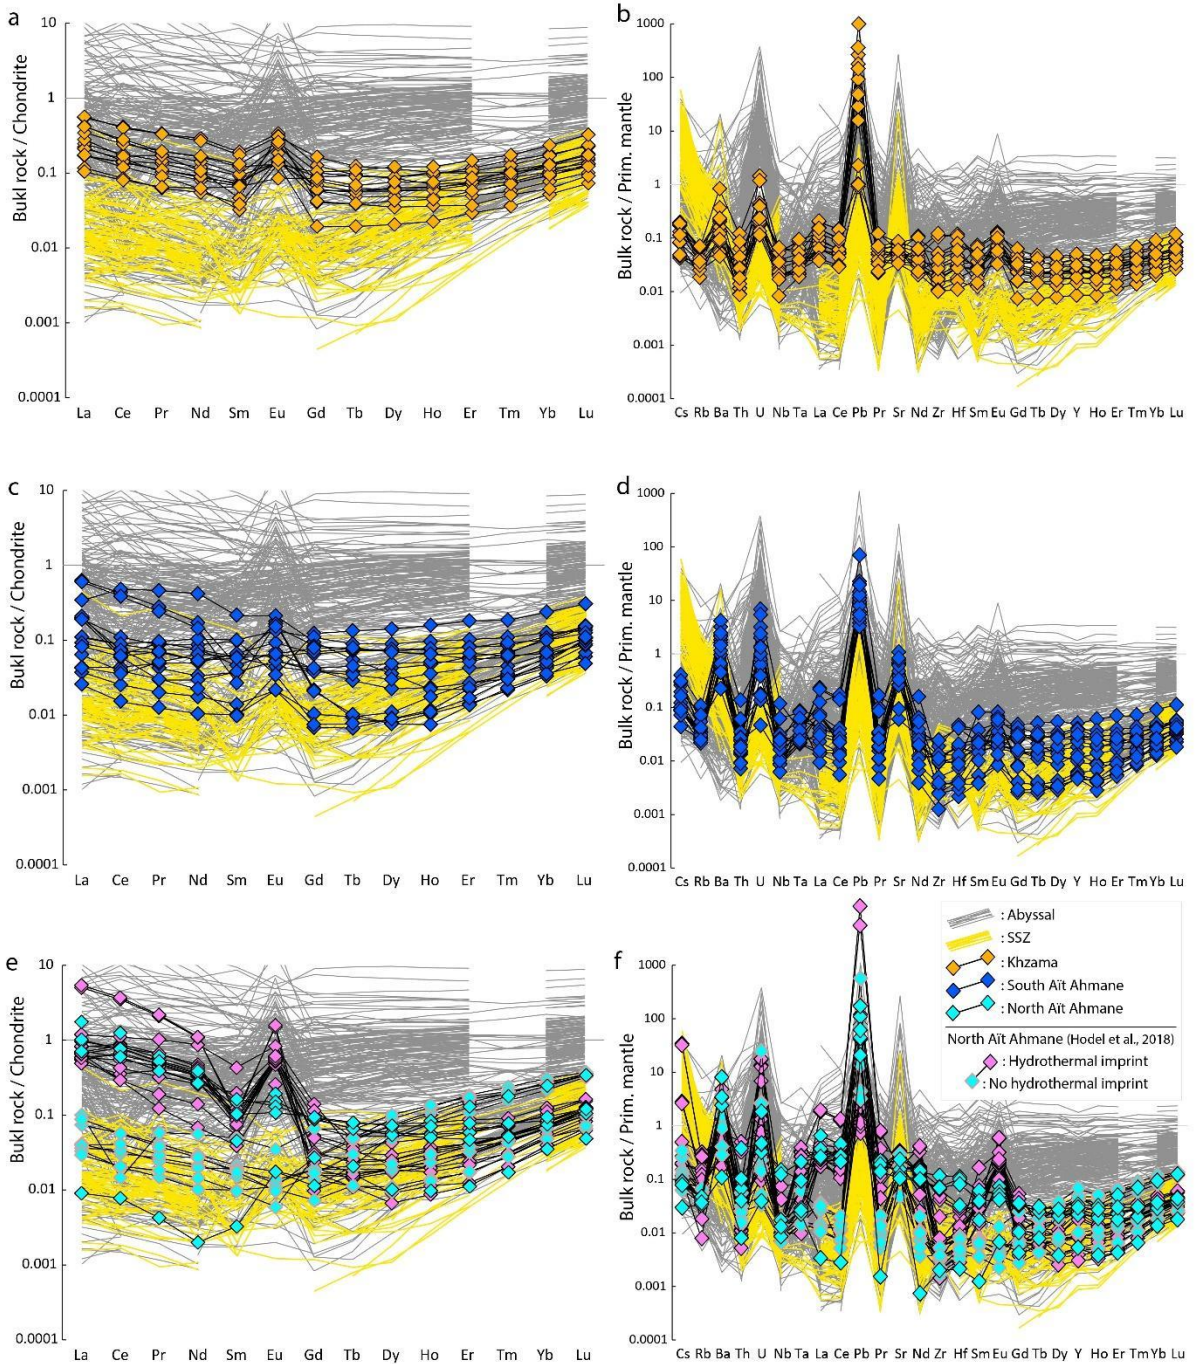 a
Bukl rock / Chondrite
10
1
0.1
0.01
0.001
0.0001
La Ce Pr Nd Sm Eu Gd Tb Dy Ho Er Tm Yb Lu
b
Bulk rock / Prim. mantle
1000
100
10
1
0.1
0.01
0.001
0.0001
Cs Rb Ba Th U Nb Ta La Ce Pb Pr Sr Nd Zr Hf Sm Eu Gd Tb Dy Y Ho Er Tm Yb Lu
c
Bukl rock / Chondrite
10
1
0.1
0.01
0.001
0.0001
La Ce Pr Nd Sm Eu Gd Tb Dy Ho Er Tm Yb Lu
d
Bulk rock / Prim. mantle
1000
100
10
1
0.1
0.01
0.001
0.0001
Cs Rb Ba Th U Nb Ta La Ce Pb Pr Sr Nd Zr Hf Sm Eu Gd Tb Dy Y Ho Er Tm Yb Lu
e
Bukl rock / Chondrite
10
1
0.1
0.01
0.001
0.0001
La Ce Pr Nd Sm Eu Gd Tb Dy Ho Er Tm Yb Lu
f
Bulk rock / Prim. mantle
1000
100
10
1
0.1
0.01
0.001
0.0001
Cs Rb Ba Th U Nb Ta La Ce Pb Pr Sr Nd Zr Hf Sm Eu Gd Tb Dy Y Ho Er Tm Yb Lu
: Abyssal
: SSZ
: Khzama
: South Aït Ahmane
: North Aït Ahmane
North Aït Ahmane (Hodel et al., 2018)
: Hydrothermal imprint
: No hydrothermal imprint